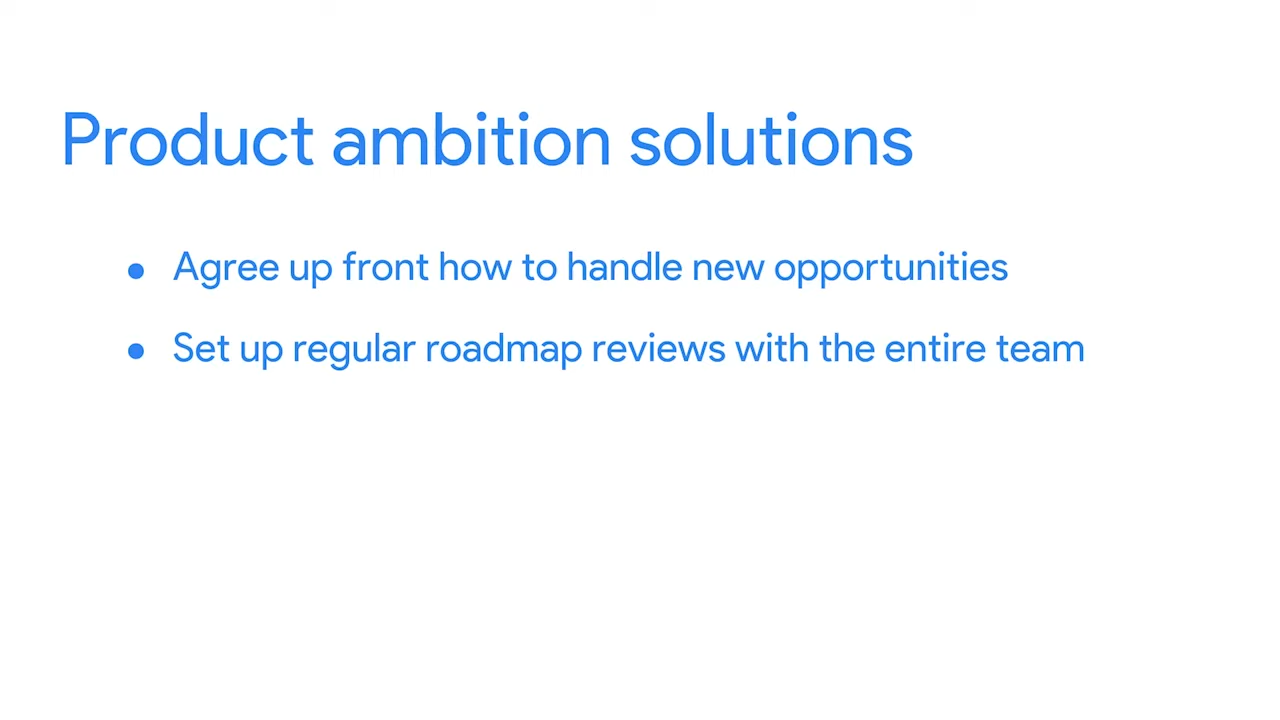 Product ambition solutions
● Agree up front how to handle new opportunities
● Set up regular roadmap reviews with the entire team